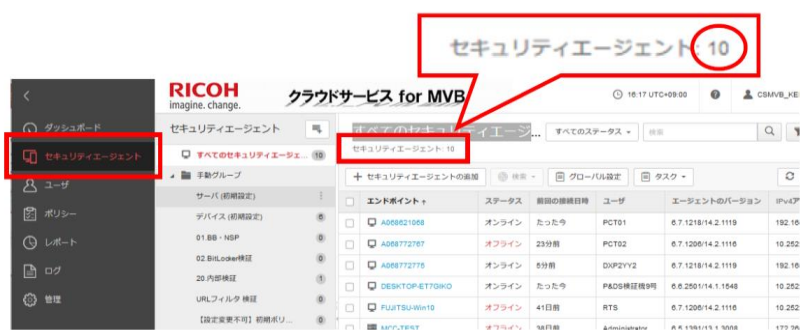 セキュリティエージェント: 10
RICOH
imagine. change.
クラウドサービス for MVB
16:17 UTC+09:00
ダッシュボード
セキュリティエージェント
ユーザ
ポリシー
レポート
ログ
管理
セキュリティエージェント
すべてのセキュリティエージェ... 10
手動グループ
サーバ (初期設定)
デバイス (初期設定) 6
01.BB・NSP 0
02.BitLocker検証 0
20.内部検証 1
URLフィルタ 検証 0
【設定変更不可】初期ポリ... 0
すべてのセキュリティエージ... すべてのステータス 検索
セキュリティエージェント: 10
+ セキュリティエージェントの追加 検索 グローバル設定 タスク
エンドポイント ↑ ステータス 前回の接続日時 ユーザ エージェントのバージョン
A068621068 オンライン たった今 PCT01 6.7.1218/14.2.1119 192.16
A068772767 オフライン 23分前 PCT02 6.7.1206/14.2.1116 10.252
A068772775 オンライン 5分前 DXP2YY2 6.7.1218/14.2.1119 192.16
DESKTOP-ET7GIKO オンライン たった今 P&DS検証機9号 6.6.2501/14.1.1548 10.252
FUJITSU-Win10 オフライン 41日前 RTS 6.7.1206/14.2.1116 10.252
MCC-TEST オフライン 38日前 Administrator